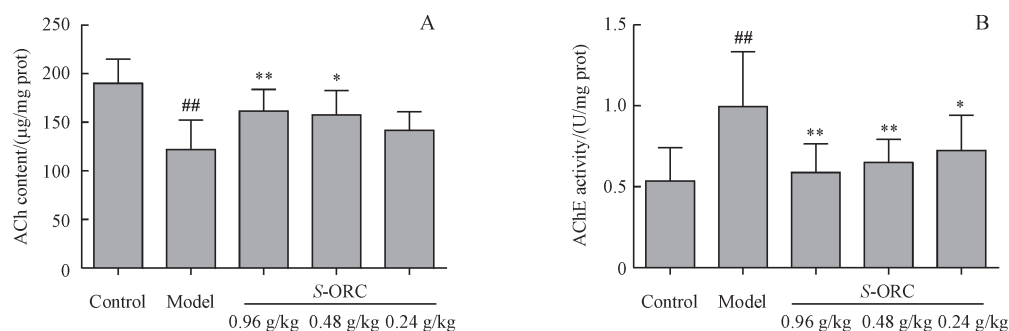 A
ACh content/(μg/mg prot)
250
200
150
100
50
0
##
**
*
Control Model
S-ORC
0.96 g/kg 0.48 g/kg 0.24 g/kg
B
AChE activity/(U/mg prot)
1.5
1.0
0.5
0
##
**
**
*
Control Model
S-ORC
0.96 g/kg 0.48 g/kg 0.24 g/kg